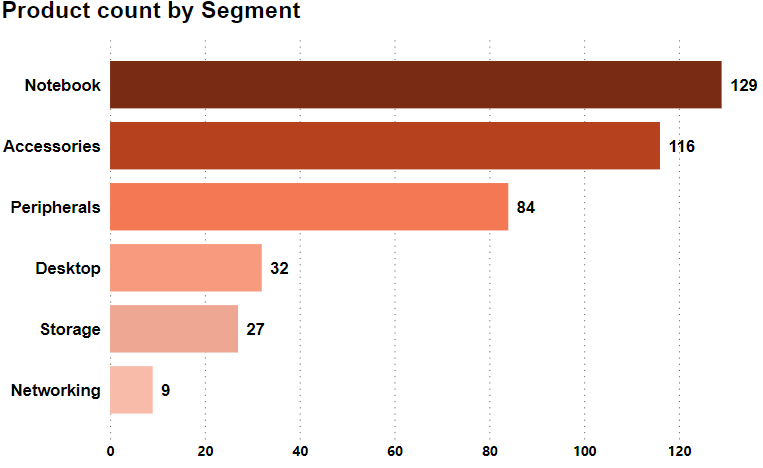 Product count by Segment
Notebook 129
Accessories 116
Peripherals 84
Desktop 32
Storage 27
Networking 9
0 20 40 60 80 100 120